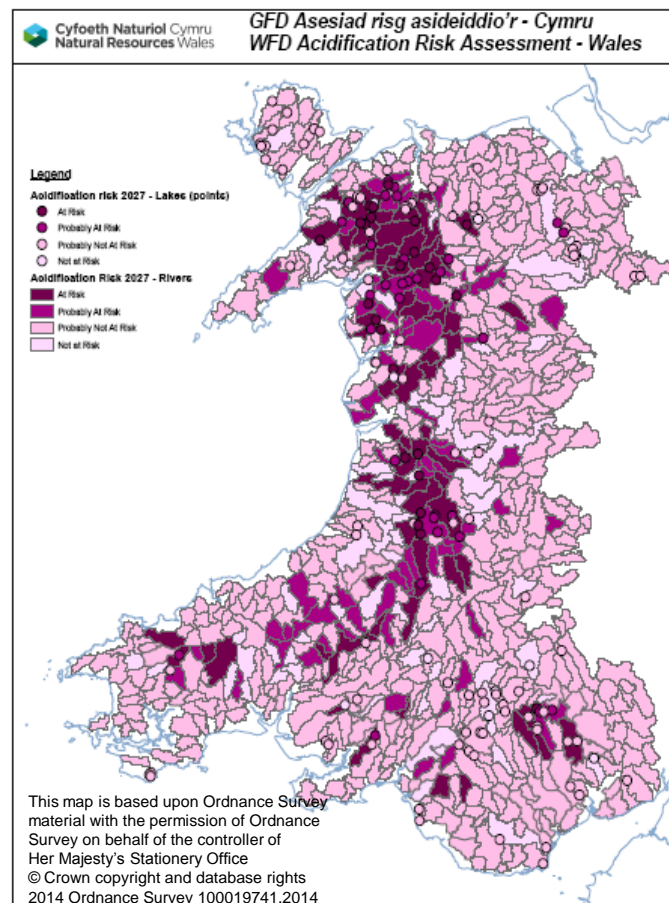 Cyfoeth Naturiol Cymru
Natural Resources Wales
GFD Asesiad risg asideiddio'r - Cymru
WFD Acidification Risk Assessment - Wales
Legend
Acidification risk 2027 - Lakes (points)
At Risk
Probably At Risk
Probably Not At Risk
Not at Risk
Acidification Risk 2027 - Rivers
At Risk
Probably At Risk
Probably Not At Risk
Not at Risk
This map is based upon Ordnance Survey
material with the permission of Ordnance
Survey on behalf of the controller of
Her Majesty's Stationery Office
© Crown copyright and database rights
2014 Ordnance Survey 100019741.2014